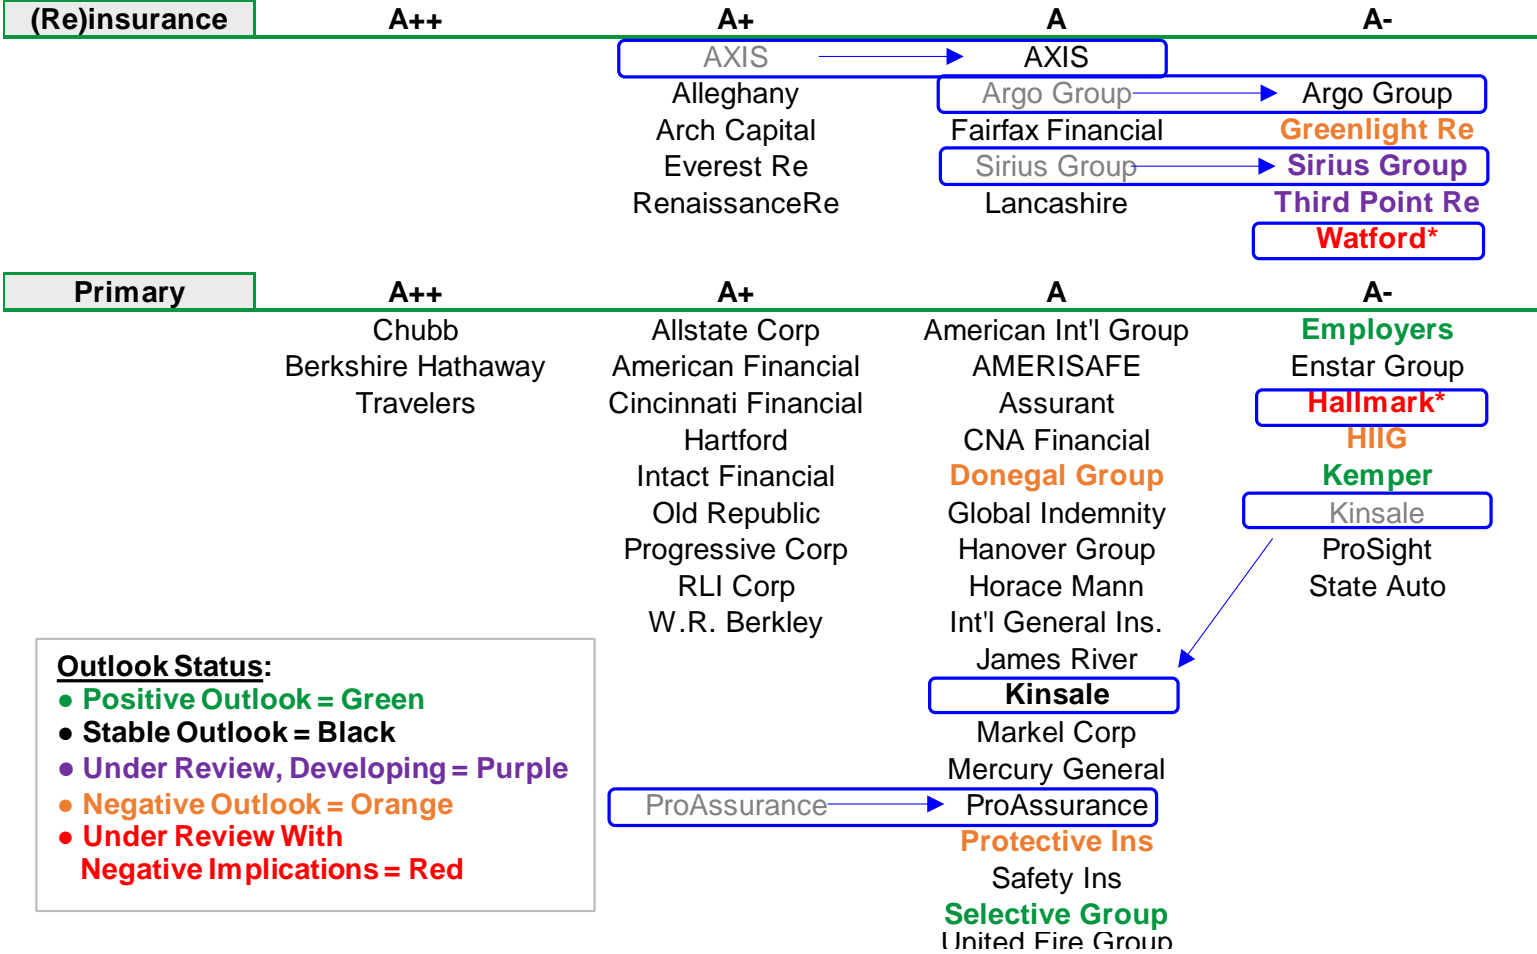 (Re)insurance A++ A+ A A-
AXIS AXIS
Alleghany Argo Group Argo Group
Arch Capital Fairfax Financial Greenlight Re
Everest Re Sirius Group Sirius Group
RenaissanceRe Lancashire Third Point Re
Watford*
Primary A++ A+ A A-
Chubb Allstate Corp American Int'l Group Employers
Berkshire Hathaway American Financial AMERISAFE Enstar Group
Travelers Cincinnati Financial Assurant Hallmark*
Hartford CNA Financial HIIG
Intact Financial Donegal Group Kemper
Old Republic Global Indemnity Kinsale
Progressive Corp Hanover Group ProSight
RLI Corp Horace Mann State Auto
W.R. Berkley Int'l General Ins.
James River
Kinsale
Markel Corp
Mercury General
ProAssurance ProAssurance
Protective Ins
Safety Ins
Selective Group
United Fire Group
Outlook Status:
● Positive Outlook = Green
● Stable Outlook = Black
● Under Review, Developing = Purple
● Negative Outlook = Orange
● Under Review With
Negative Implications = Red